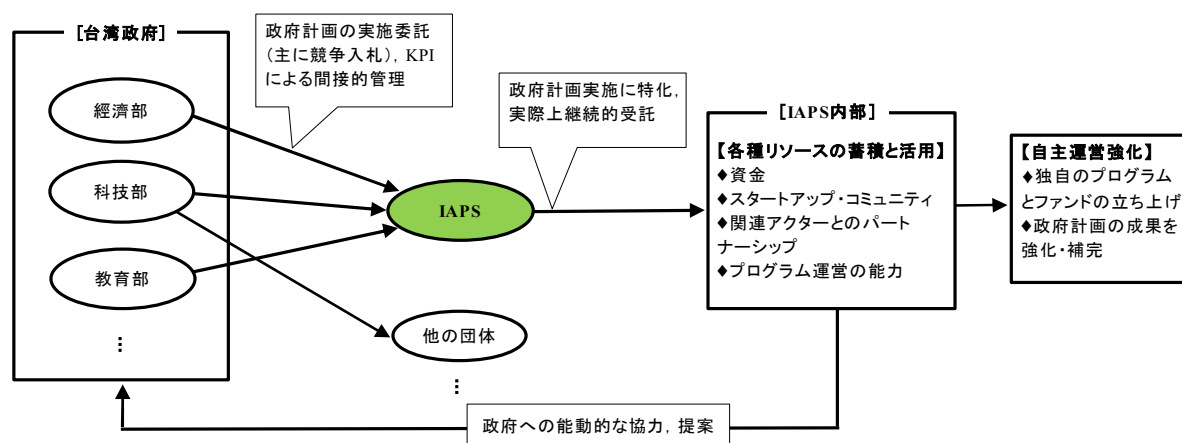 [台湾政府]
經濟部
科技部
教育部
…
政府計画の実施委託
(主に競争入札), KPI
による間接的管理
IAPS
他の団体
…
政府計画実施に特化,
実際上継続的受託
[IAPS内部]
【各種リソースの蓄積と活用】
♦資金
♦スタートアップ・コミュニティ
♦関連アクターとのパート
ナーシップ
♦プログラム運営の能力
【自主運営強化】
♦独自のプログラム
とファンドの立ち上げ
♦政府計画の成果を
強化・補完
政府への能動的な協力, 提案